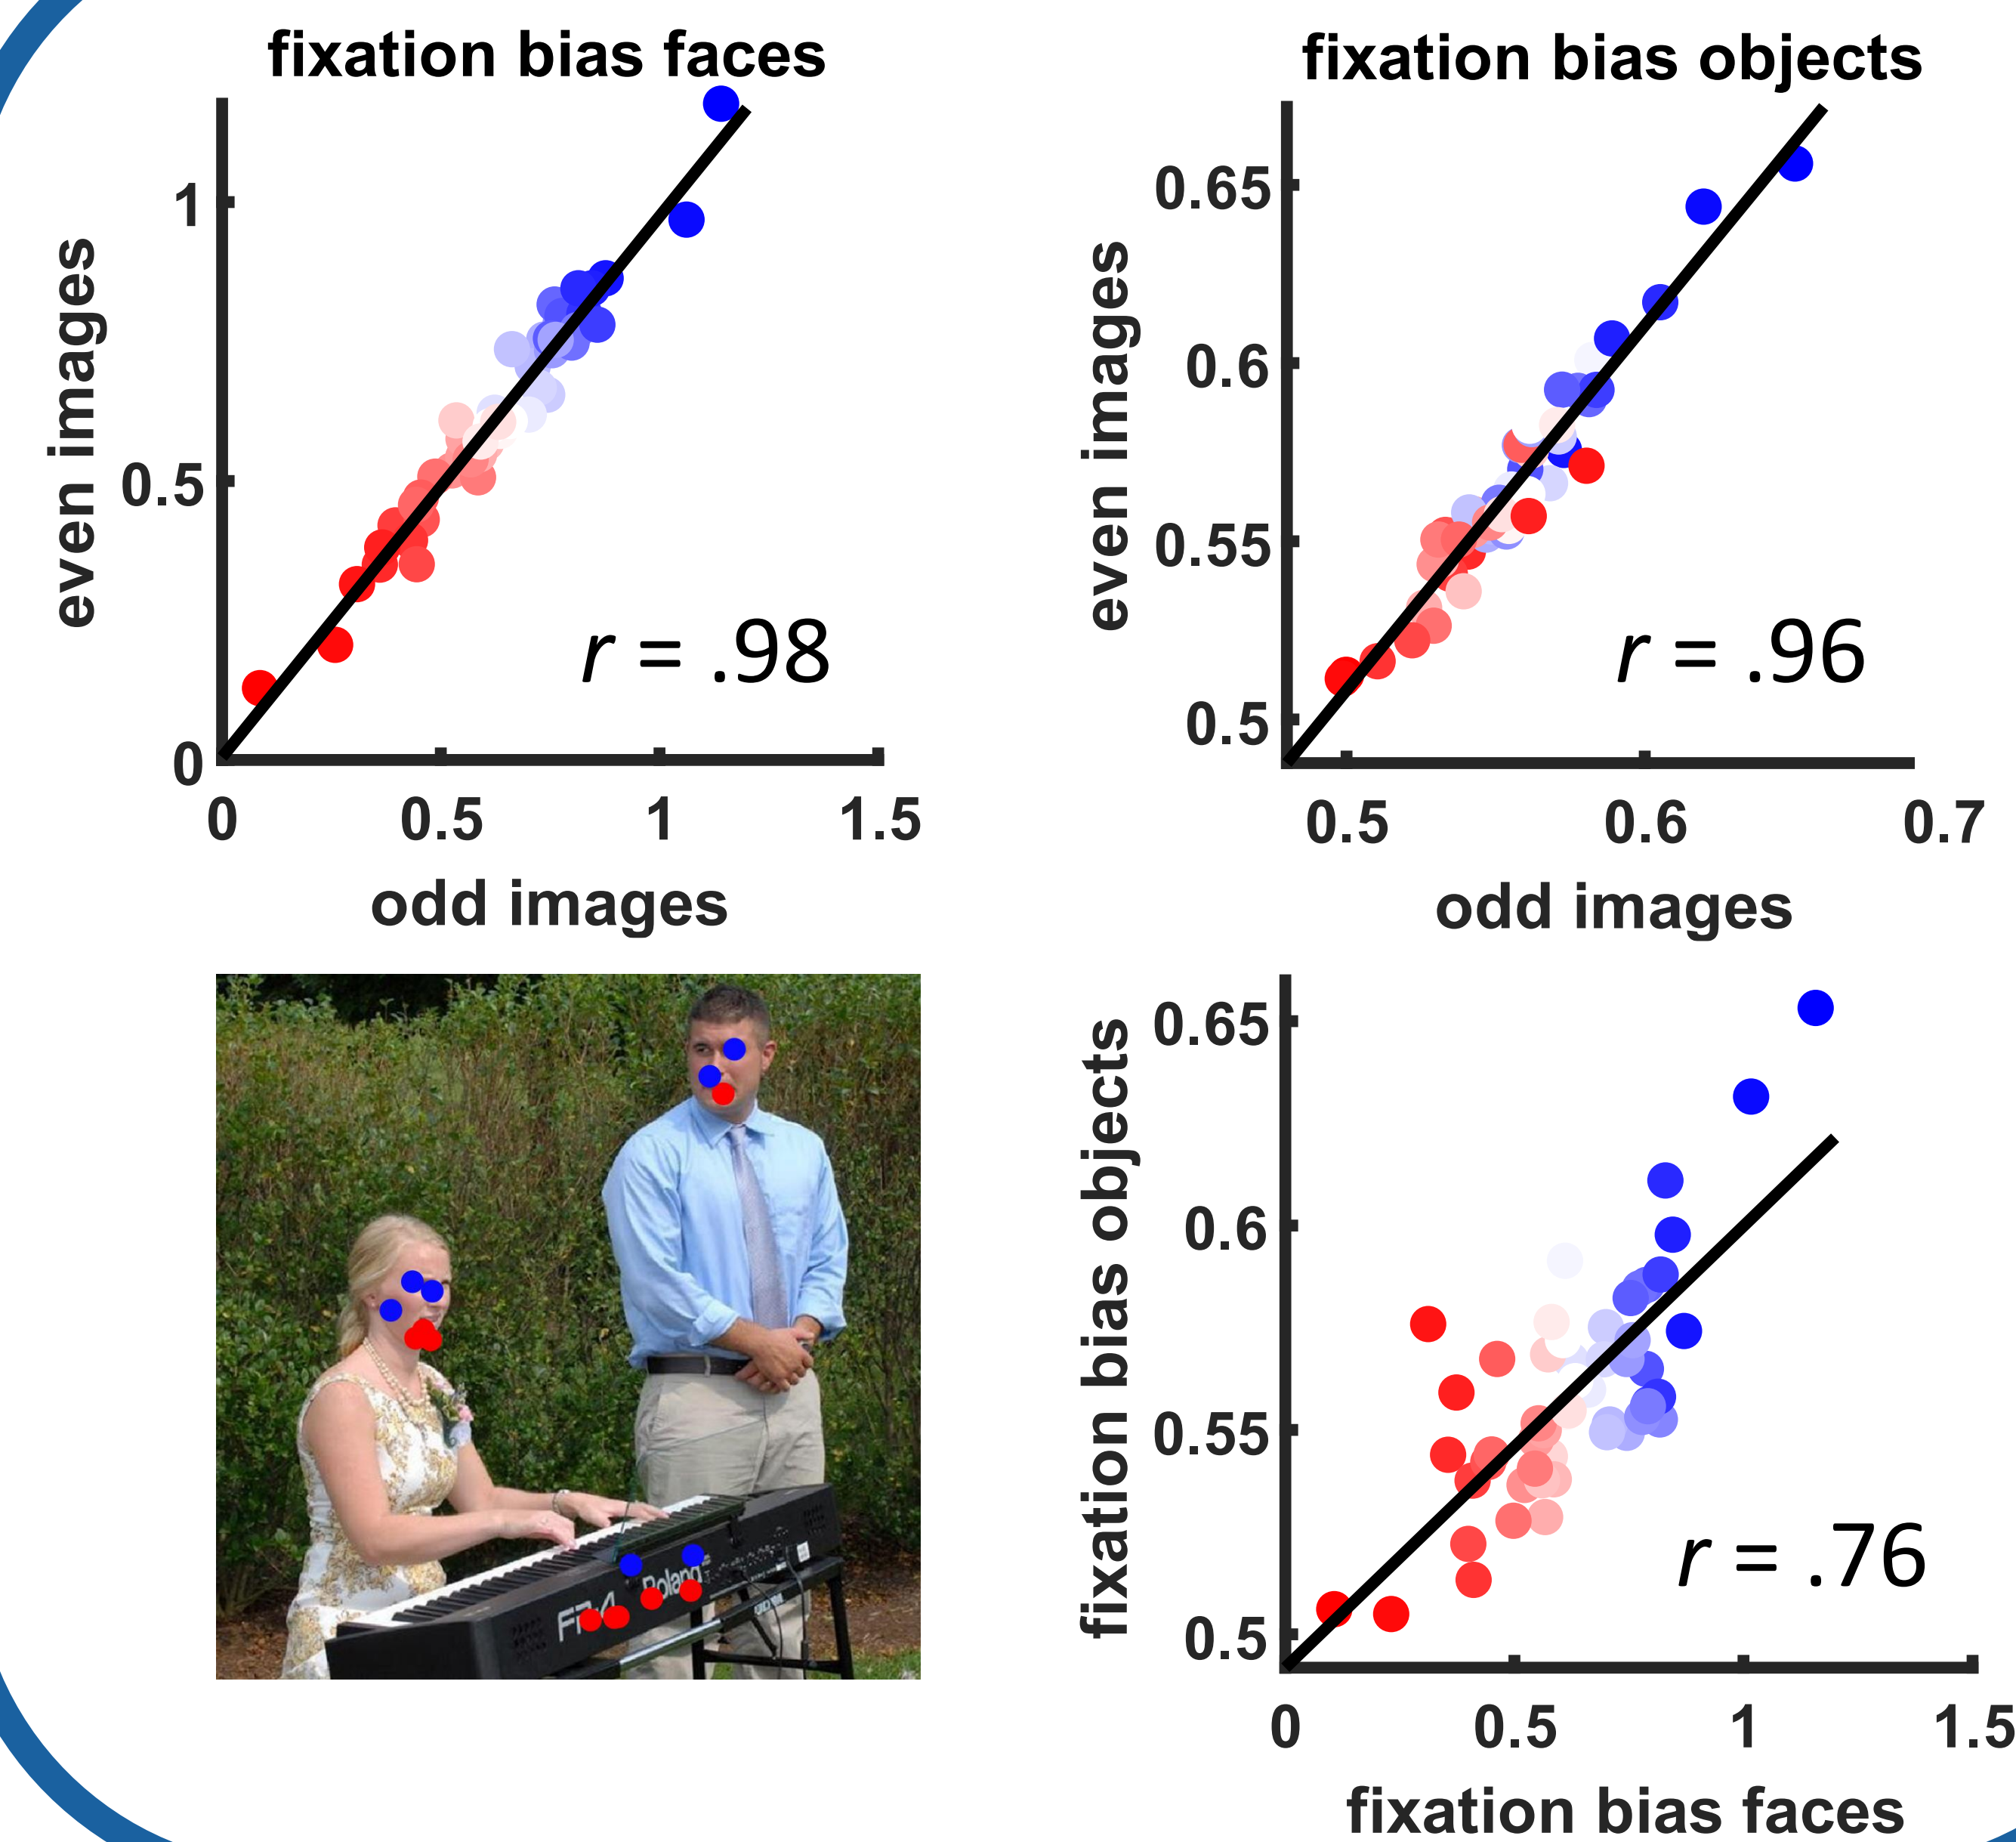 fixation bias faces
even images
1
0.5
0
0
0.5
1
1.5
r = .98
odd images
fixation bias objects
even images
0.65
0.6
0.55
0.5
0.5
0.6
0.7
r = .96
odd images
FP-4
Roland
fixation bias objects
0.65
0.6
0.55
0.5
0
0.5
1
1.5
r = .76
fixation bias faces